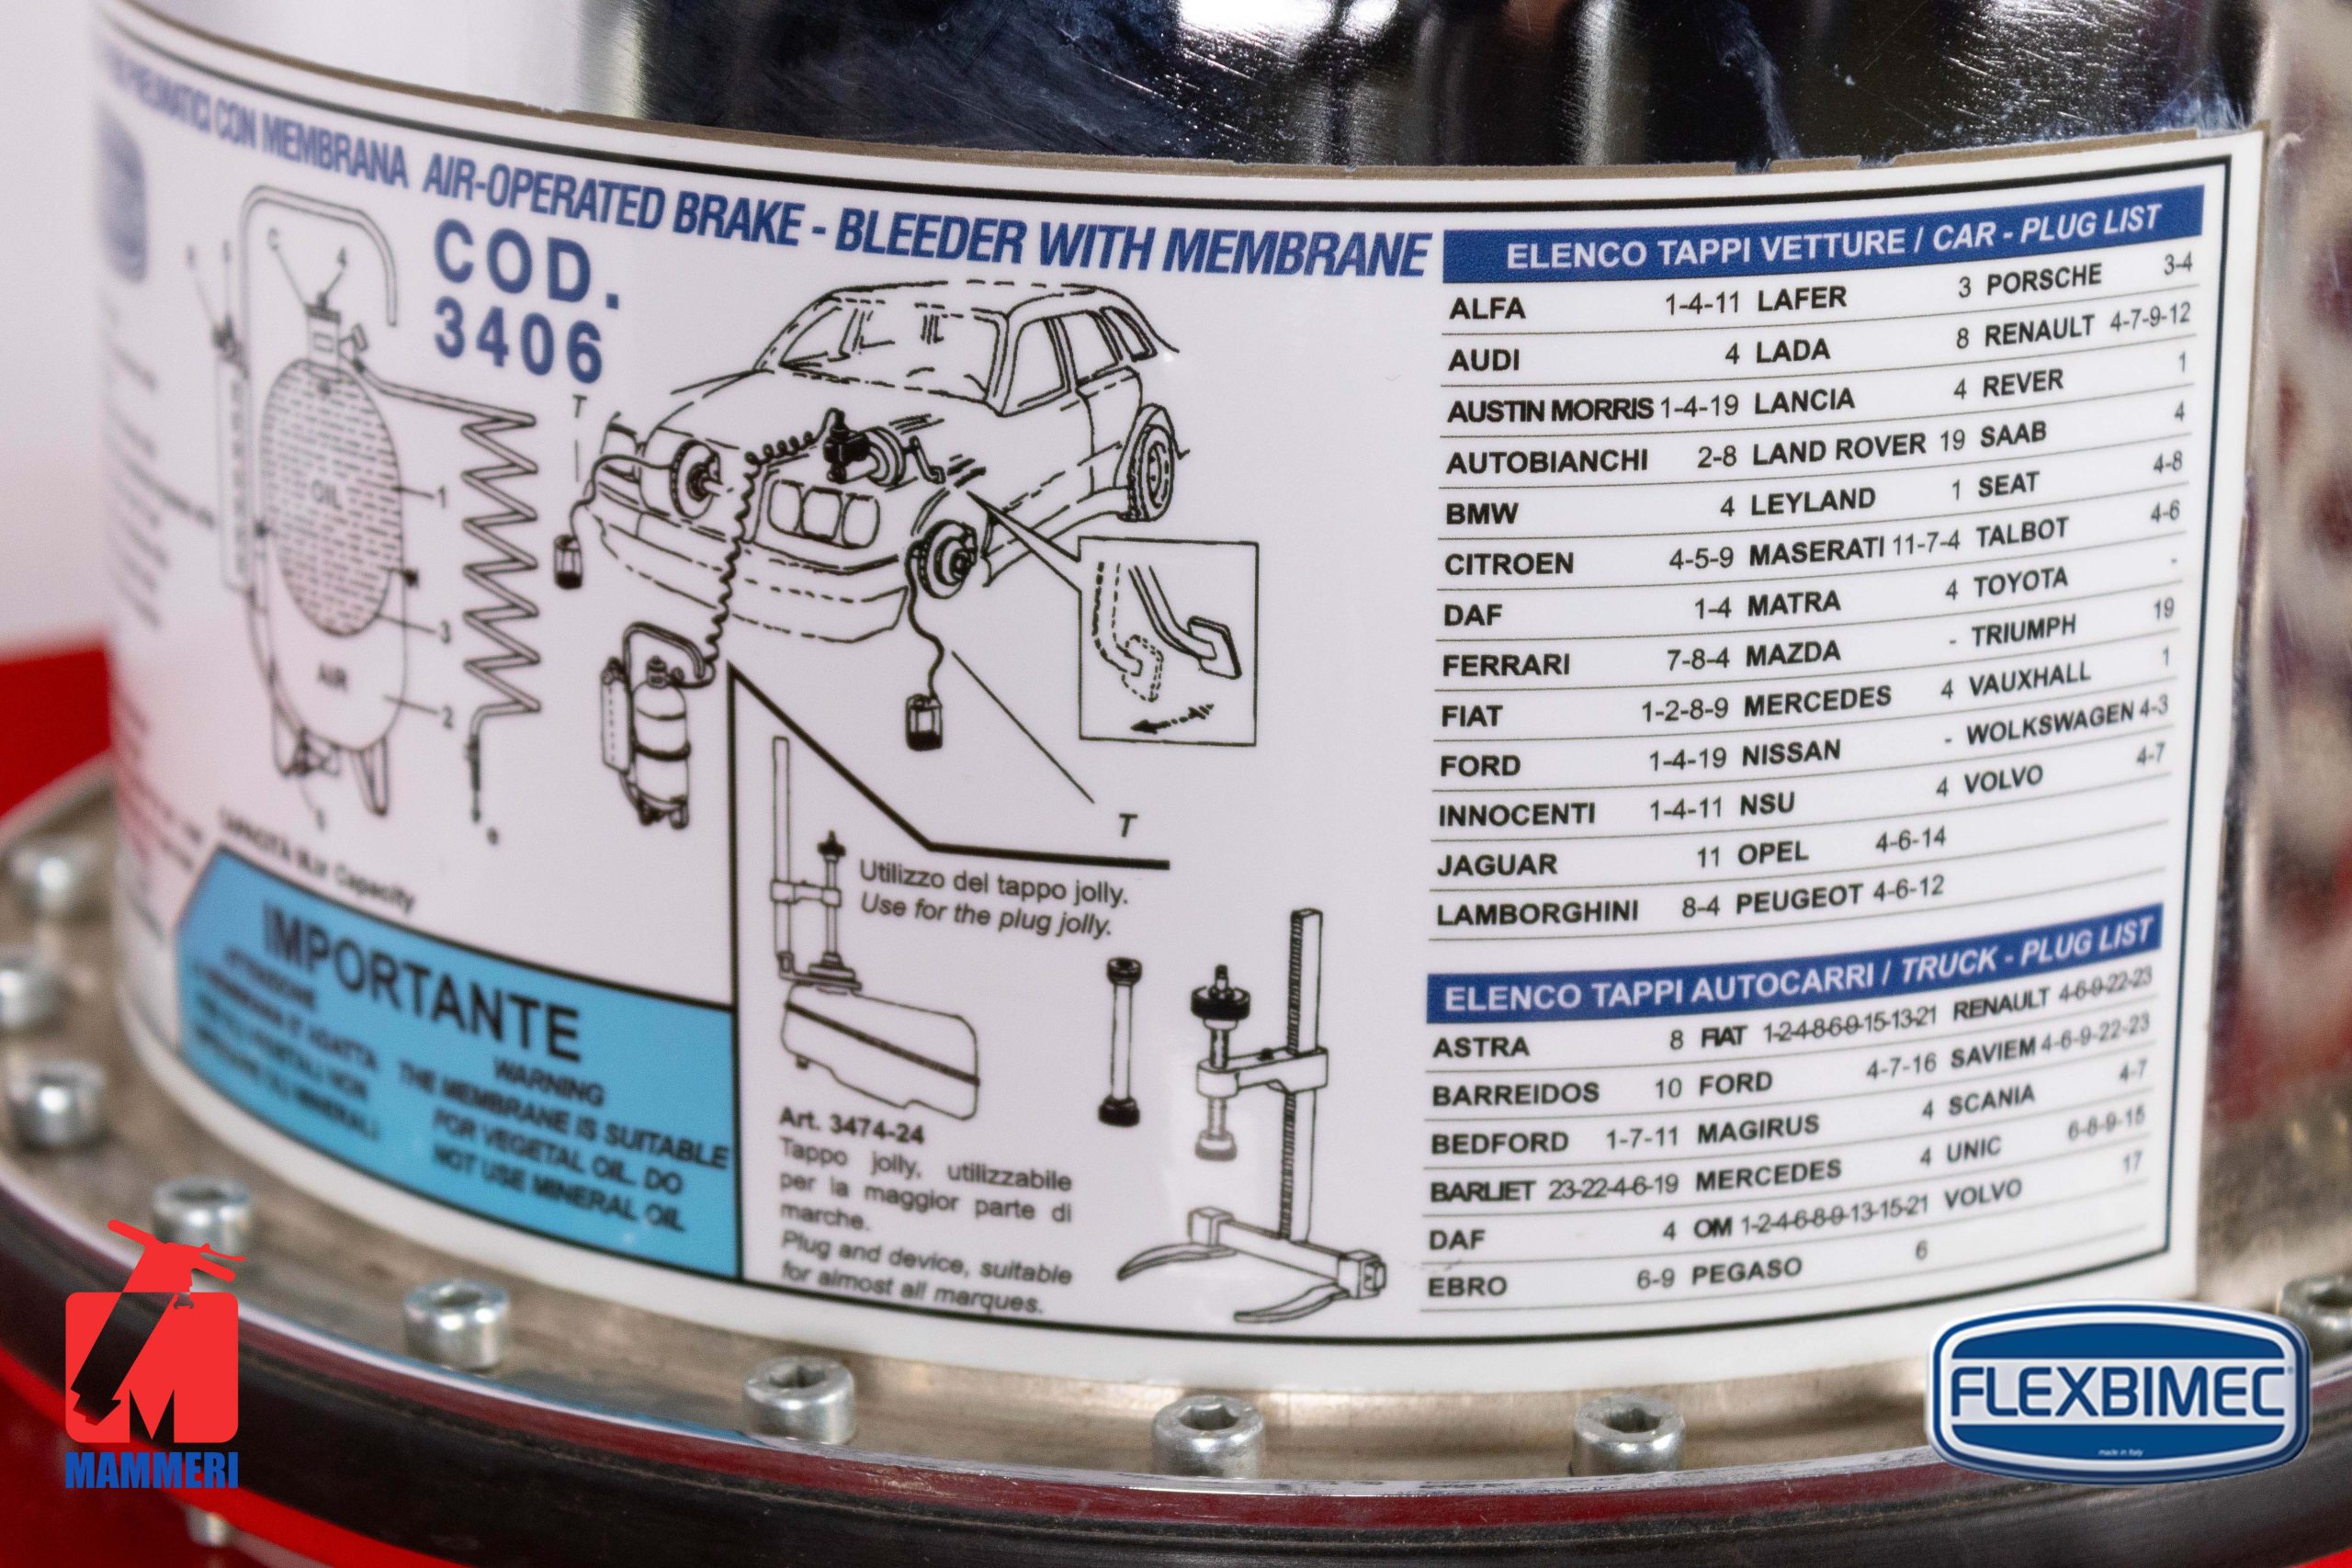 PNEUMATICI CON MEMBRANA AIR-OPERATED BRAKE - BLEEDER WITH MEMBRANE
COD.
3406
C 4
OIL
1
3
AIR
2
T
T
CAPACITÀ Capacity
IMPORTANTE
ATTENZIONE
WARNING
THE MEMBRANE IS SUITABLE
FOR VEGETAL OIL. DO
NOT USE MINERAL OIL
Utilizzo del tappo jolly.
Use for the plug jolly.
Art. 3474-24
Tappo jolly, utilizzabile
per la maggior parte di
marche.
Plug and device, suitable
for almost all marques.
ELENCO TAPPI VETTURE / CAR - PLUG LIST
ALFA 1-4-11 LAFER 3 PORSCHE 3-4
AUDI 4 LADA 8 RENAULT 4-7-9-12
AUSTIN MORRIS 1-4-19 LANCIA 4 REVER 1
AUTOBIANCHI 2-8 LAND ROVER 19 SAAB 4
BMW 4 LEYLAND 1 SEAT 4-8
CITROEN 4-5-9 MASERATI 11-7-4 TALBOT 4-6
DAF 1-4 MATRA 4 TOYOTA -
FERRARI 7-8-4 MAZDA - TRIUMPH 19
FIAT 1-2-8-9 MERCEDES 4 VAUXHALL 1
FORD 1-4-19 NISSAN - WOLKSWAGEN 4-3
INNOCENTI 1-4-11 NSU 4 VOLVO 4-7
JAGUAR 11 OPEL 4-6-14
LAMBORGHINI 8-4 PEUGEOT 4-6-12
ELENCO TAPPI AUTOCARRI / TRUCK - PLUG LIST
ASTRA 8 FIAT 1-2-4-8-6-9-15-13-21 RENAULT 4-6-9-22-23
BARREIDOS 10 FORD 4-7-16 SAVIEM 4-6-9-22-23
BEDFORD 1-7-11 MAGIRUS 4 SCANIA 4-7
BARLIET 23-22-4-6-19 MERCEDES 4 UNIC 6-8-9-15
DAF 4 OM 1-2-4-6-8-9-13-15-21 VOLVO 17
EBRO 6-9 PEGASO 6
MAMMERI
FLEXBIMEC
made in Italy